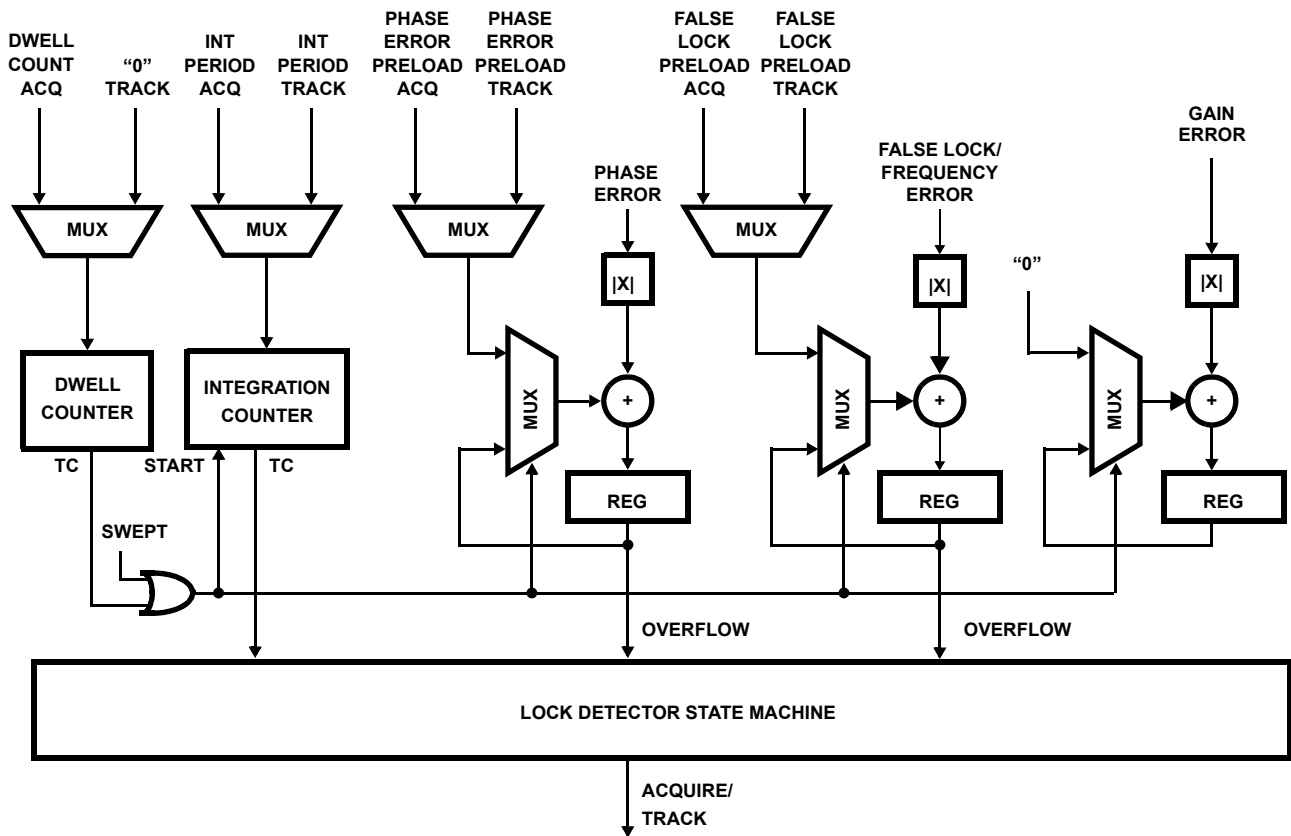 DWELL
COUNT
ACQ
“0”
TRACK
INT
PERIOD
ACQ
INT
PERIOD
TRACK
PHASE
ERROR
PRELOAD
ACQ
PHASE
ERROR
PRELOAD
TRACK
FALSE
LOCK
PRELOAD
ACQ
FALSE
LOCK
PRELOAD
TRACK
GAIN
ERROR
PHASE
ERROR
FALSE LOCK/
FREQUENCY
ERROR
MUX
MUX
MUX
MUX
|X|
|X|
“0”
|X|
DWELL
COUNTER
INTEGRATION
COUNTER
MUX
+
MUX
+
MUX
+
TC
START
TC
REG
REG
REG
SWEPT
OVERFLOW
OVERFLOW
LOCK DETECTOR STATE MACHINE
ACQUIRE/
TRACK